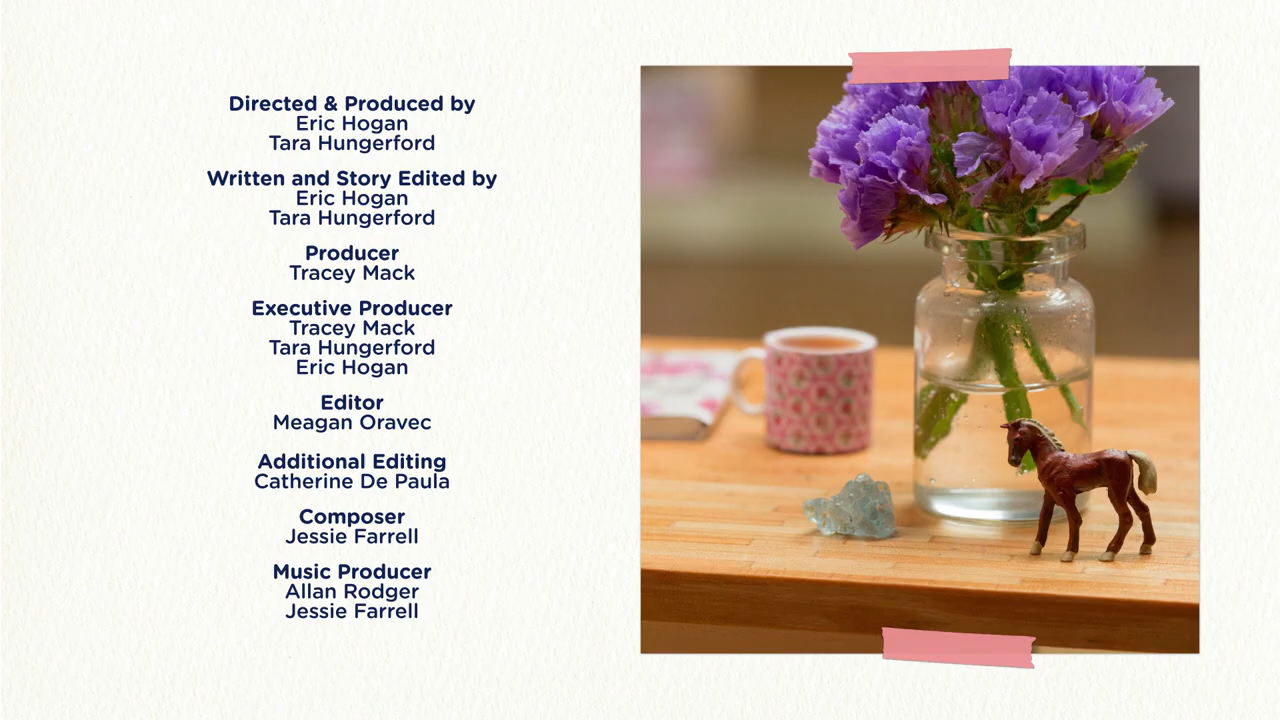 Directed & Produced by
Eric Hogan
Tara Hungerford
Written and Story Edited by
Eric Hogan
Tara Hungerford
Producer
Tracey Mack
Executive Producer
Tracey Mack
Tara Hungerford
Eric Hogan
Editor
Meagan Oravec
Additional Editing
Catherine De Paula
Composer
Jessie Farrell
Music Producer
Allan Rodger
Jessie Farrell